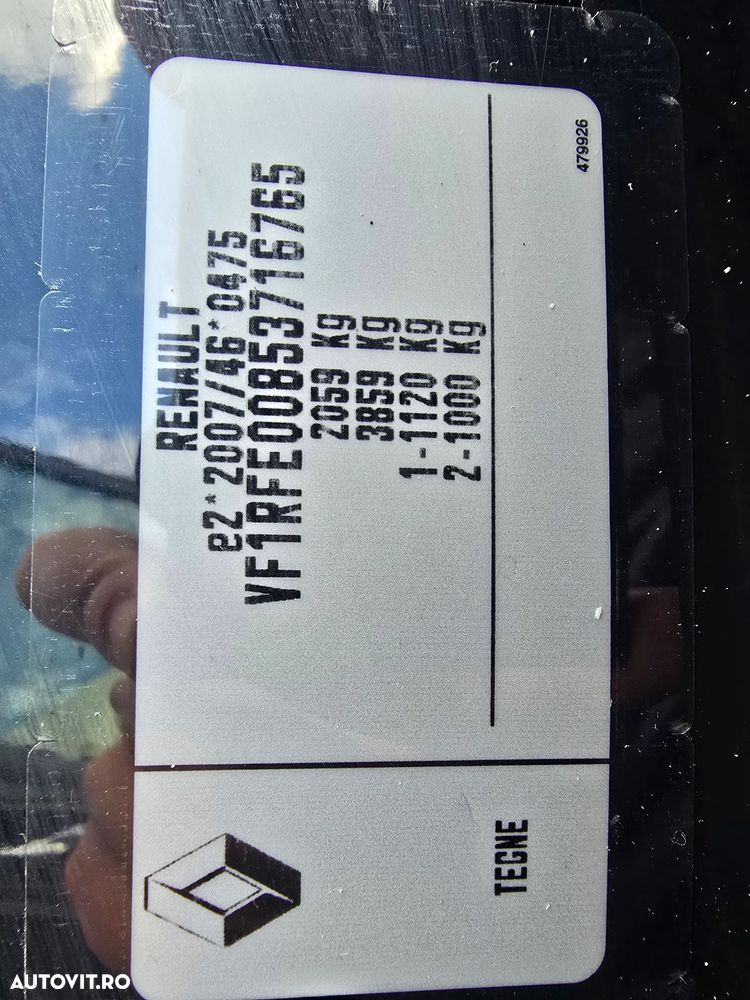 RENAULT
e2*2007/46*0475
VF1RFE00853716765
2059 Kg
3859 Kg
1-1120 Kg
2-1000 Kg
479926
TEGNE
AUTOVIT.RO